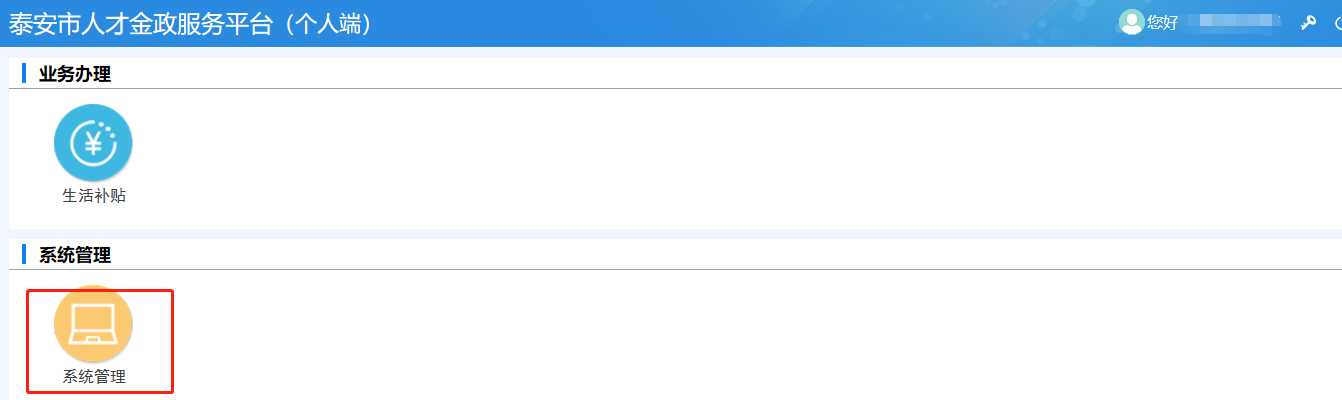 泰安市人才金政服务平台（个人端）
您好
业务办理
生活补贴
系统管理
系统管理